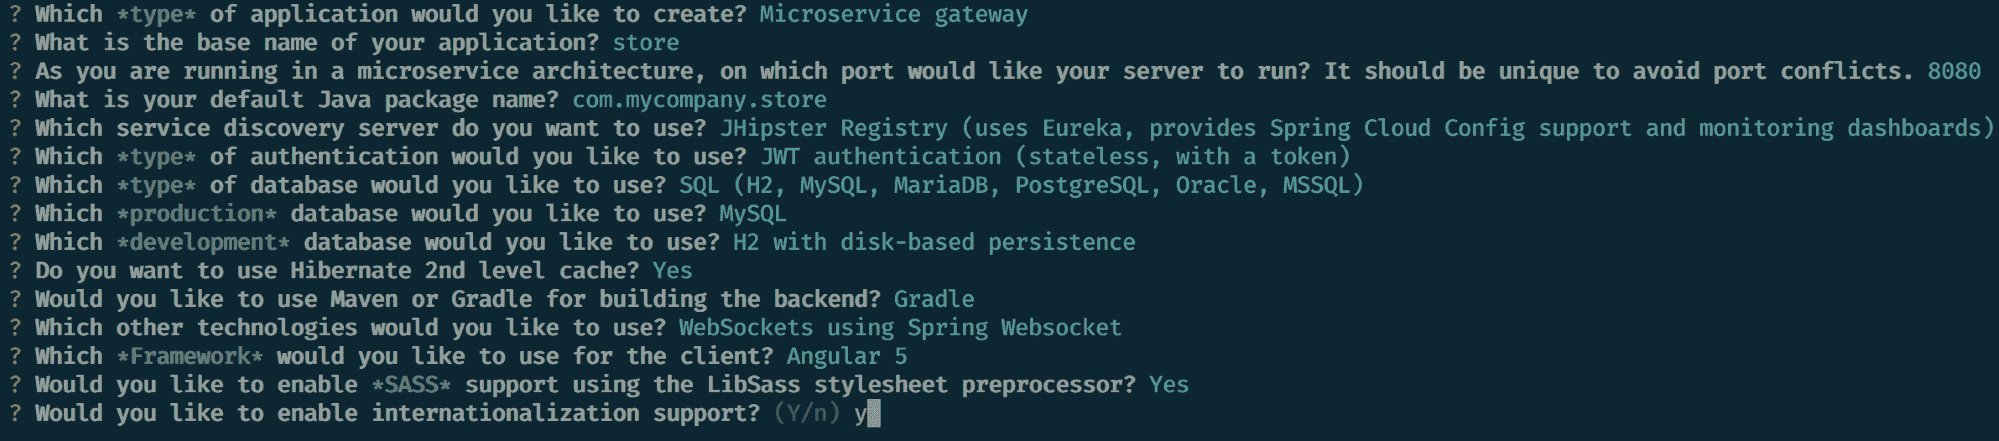 ? Which *type* of application would you like to create? Microservice gateway
? What is the base name of your application? store
? As you are running in a microservice architecture, on which port would like your server to run? It should be unique to avoid port conflicts. 8080
? What is your default Java package name? com.mycompany.store
? Which service discovery server do you want to use? JHipster Registry (uses Eureka, provides Spring Cloud Config support and monitoring dashboards)
? Which *type* of authentication would you like to use? JWT authentication (stateless, with a token)
? Which *type* of database would you like to use? SQL (H2, MySQL, MariaDB, PostgreSQL, Oracle, MSSQL)
? Which *production* database would you like to use? MySQL
? Which *development* database would you like to use? H2 with disk-based persistence
? Do you want to use Hibernate 2nd level cache? Yes
? Would you like to use Maven or Gradle for building the backend? Gradle
? Which other technologies would you like to use? WebSockets using Spring Websocket
? Which *Framework* would you like to use for the client? Angular 5
? Would you like to enable *SASS* support using the LibSass stylesheet preprocessor? Yes
? Would you like to enable internationalization support? (Y/n) y